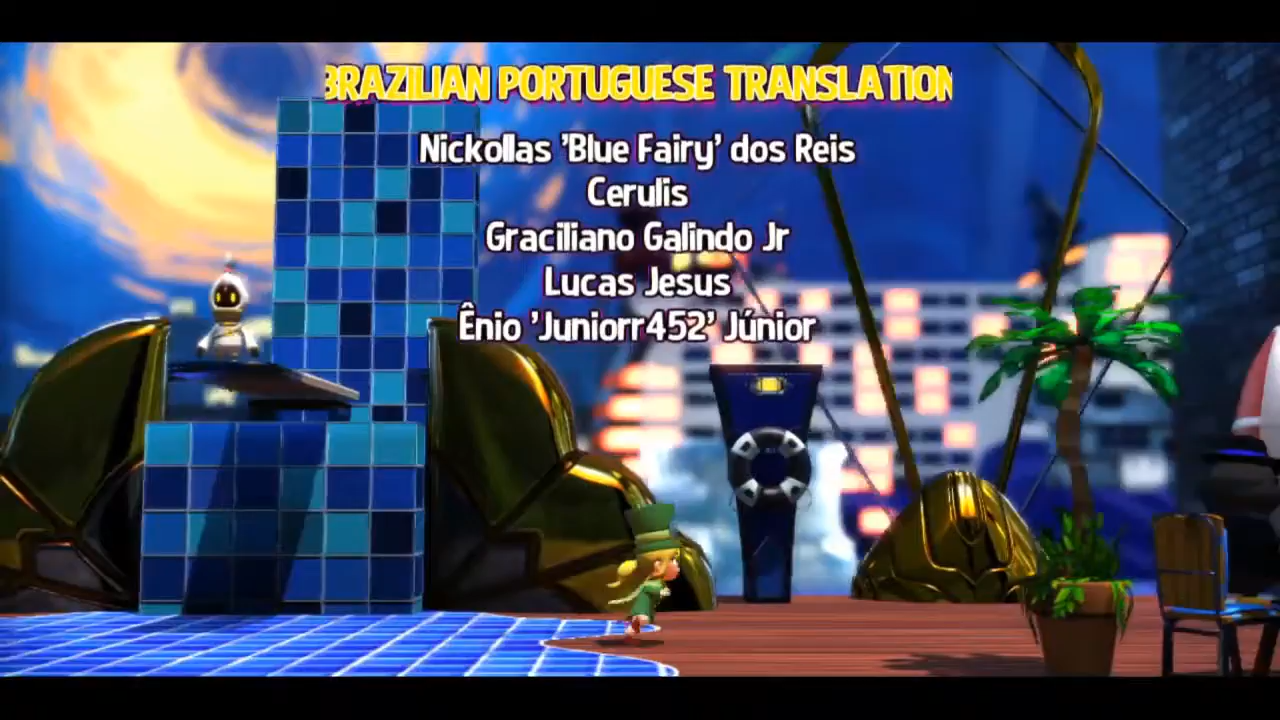 BRAZILIAN PORTUGUESE TRANSLATION
Nickollas 'Blue Fairy' dos Reis
Cerulis
Graciliano Galindo Jr
Lucas Jesus
Ênio 'Juniorr452' Júnior